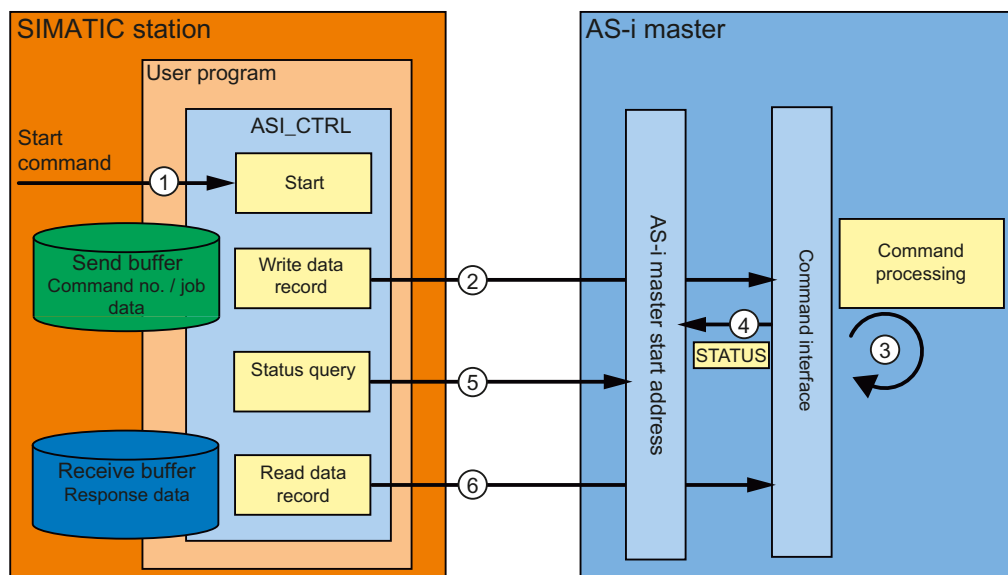 SIMATIC station
User program
ASI_CTRL
Start
command
1
Start
Send buffer
Command no. / job
data
Write data
record
2
Status query
5
Receive buffer
Response data
Read data
record
6
AS-i master
AS-i master start address
Command interface
4
STATUS
Command
processing
3